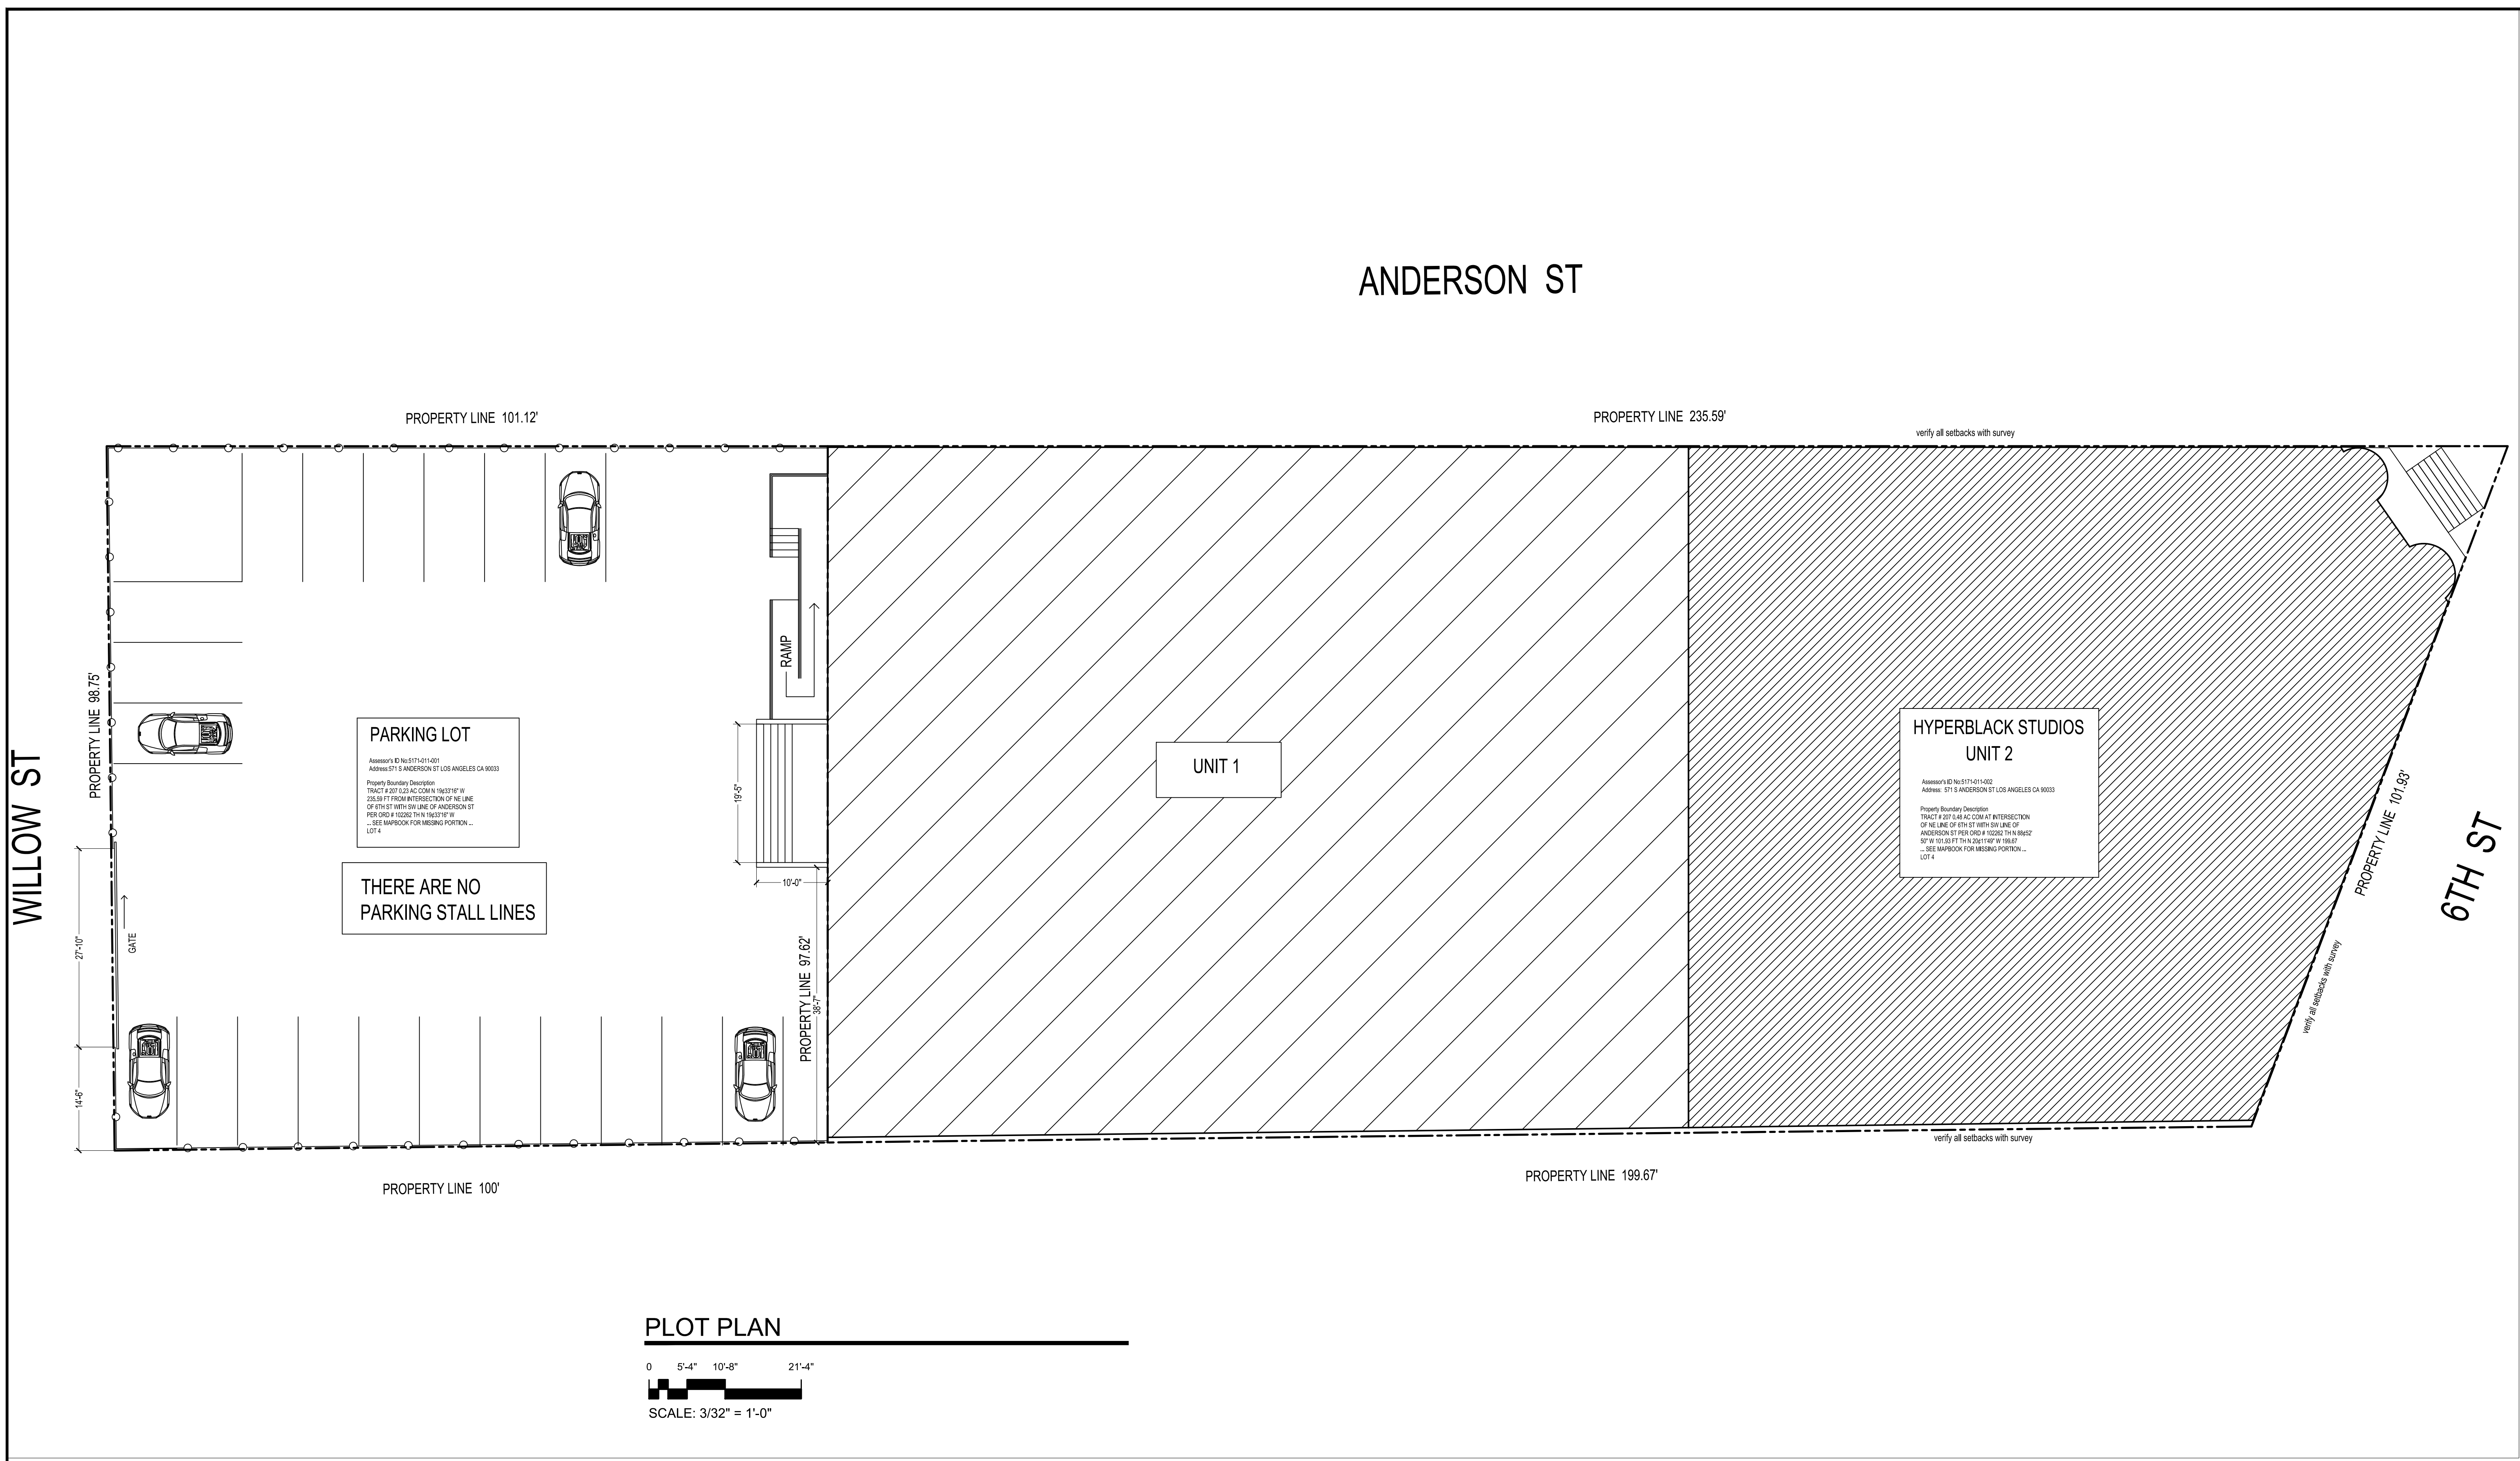 ANDERSON ST
PROPERTY LINE 101.12'
PROPERTY LINE 235.59'
verify all setbacks with survey
WILLOW ST
PROPERTY LINE 98.75'
27'-10"
14'-6"
GATE
PARKING LOT
Assessor's ID No:5171-011-001
Address:571 S ANDERSON ST LOS ANGELES CA 90033
Property Boundary Description
TRACT # 207 0,23 AC COM N 19¢33'16" W
235,59 FT FROM INTERSECTION OF NE LINE
OF 6TH ST WITH SW LINE OF ANDERSON ST
PER ORD # 102262 TH N 19¢33'16" W
... SEE MAPBOOK FOR MISSING PORTION ...
LOT 4
THERE ARE NO
PARKING STALL LINES
RAMP
19'-5"
10'-0"
PROPERTY LINE 97.62'
38'-7"
UNIT 1
HYPERBLACK STUDIOS
UNIT 2
Assessor's ID No:5171-011-002
Address: 571 S ANDERSON ST LOS ANGELES CA 90033
Property Boundary Description
TRACT # 207 0,48 AC COM AT INTERSECTION
OF NE LINE OF 6TH ST WITH SW LINE OF
ANDERSON ST PER ORD # 102262 TH N 88¢52'
50" W 101,93 FT TH N 20¢11'49" W 199,67
... SEE MAPBOOK FOR MISSING PORTION ...
LOT 4
PROPERTY LINE 101.93'
6TH ST
verify all setbacks with survey
verify all setbacks with survey
PROPERTY LINE 100'
PROPERTY LINE 199.67'
PLOT PLAN
0 5'-4" 10'-8" 21'-4"
SCALE: 3/32" = 1'-0"